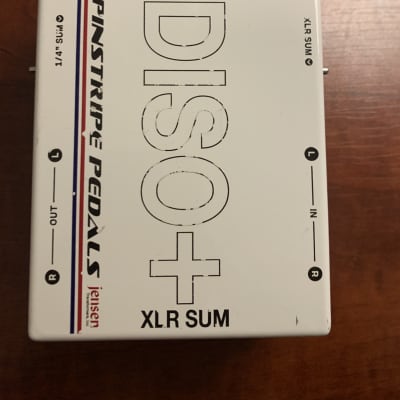 1/4" SUM
XLR SUM
PINSTRIPE PEDALS
DISO+
L
OUT
R
L
IN
R
jensen
XLR SUM